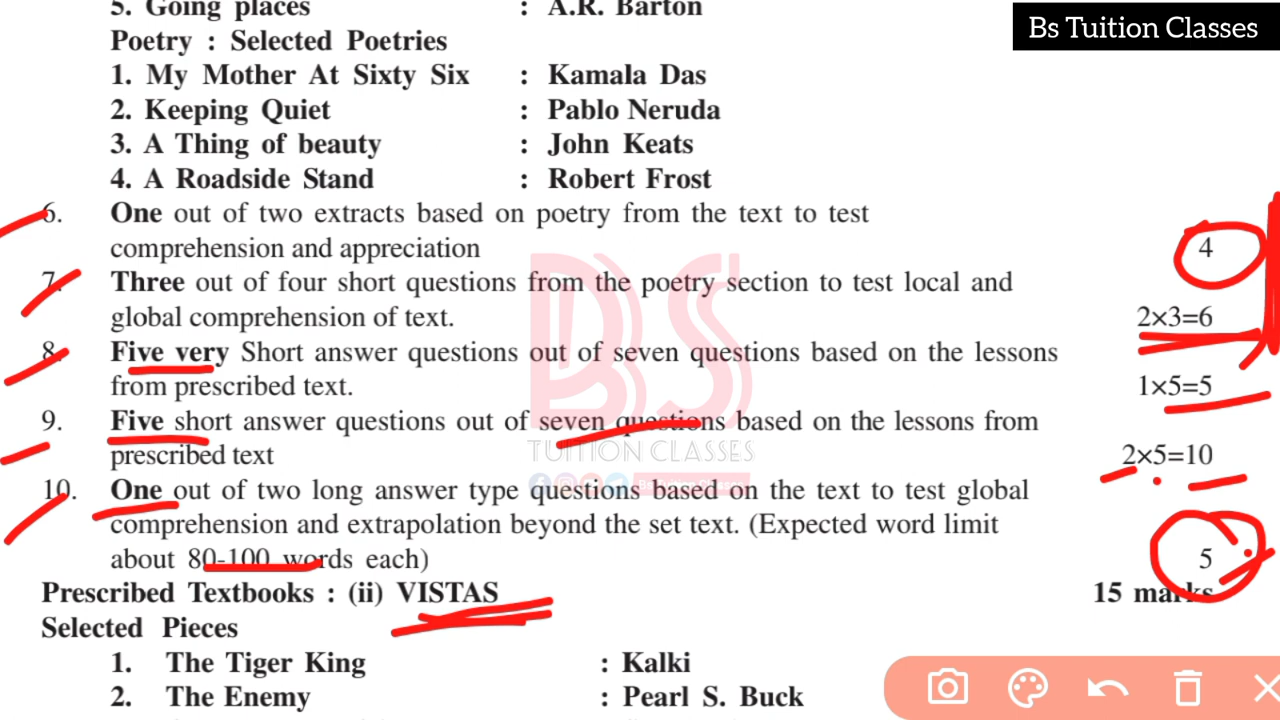 5. Going places : A.R. Barton
Bs Tuition Classes
Poetry : Selected Poetries
1. My Mother At Sixty Six : Kamala Das
2. Keeping Quiet : Pablo Neruda
3. A Thing of beauty : John Keats
4. A Roadside Stand : Robert Frost
6. One out of two extracts based on poetry from the text to test
comprehension and appreciation 4
7. Three out of four short questions from the poetry section to test local and
global comprehension of text. 2×3=6
8. Five very Short answer questions out of seven questions based on the lessons
from prescribed text. 1×5=5
9. Five short answer questions out of seven questions based on the lessons from
prescribed text 2×5=10
10. One out of two long answer type questions based on the text to test global
comprehension and extrapolation beyond the set text. (Expected word limit
about 80-100 words each) 5
Prescribed Textbooks : (ii) VISTAS 15 marks
Selected Pieces
1. The Tiger King : Kalki
2. The Enemy : Pearl S. Buck
BS
TUITION CLASSES